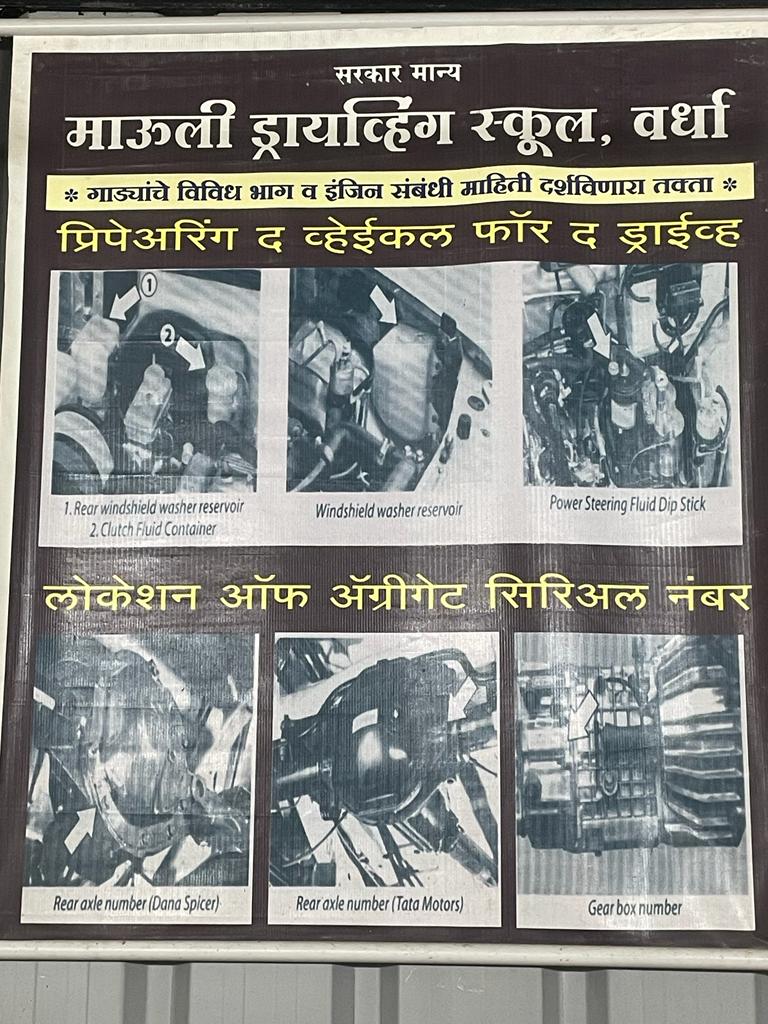 सरकार मान्य
माऊली ड्रायव्हिंग स्कूल, वर्धा
* गाड्यांचे विविध भाग व इंजिन संबंधी माहिती दर्शविणारा तक्ता *
प्रिपेअरिंग द व्हेईकल फॉर द ड्राईव्ह
1
2
1. Rear windshield washer reservoir
2. Clutch Fluid Container
Windshield washer reservoir
Power Steering Fluid Dip Stick
लोकेशन ऑफ ॲग्रीगेट सिरिअल नंबर
Rear axle number (Dana Spicer)
Rear axle number (Tata Motors)
Gear box number